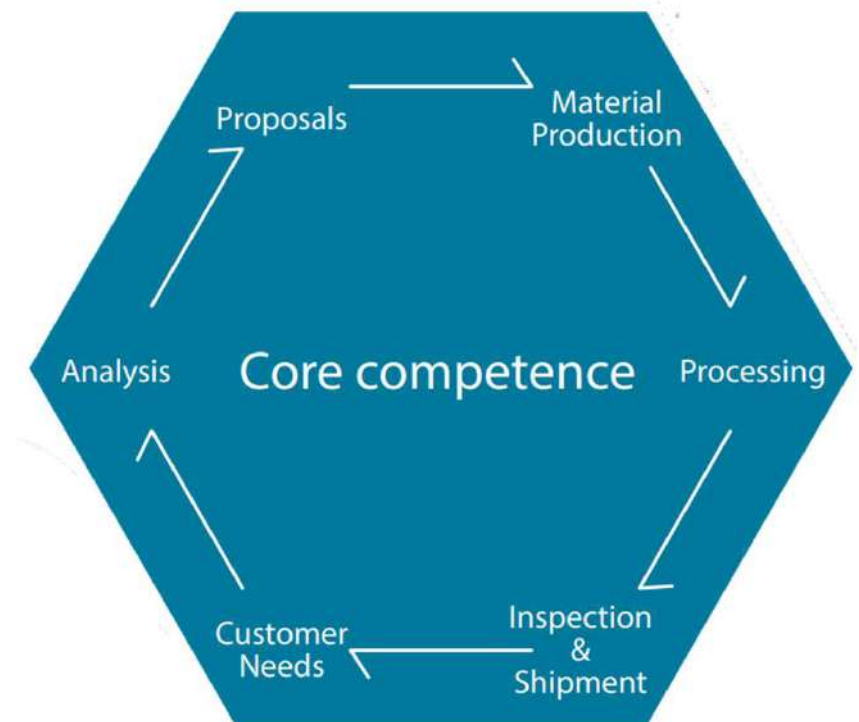 Proposals
Material
Production
Analysis
Core competence
Processing
Customer
Needs
Inspection
&
Shipment